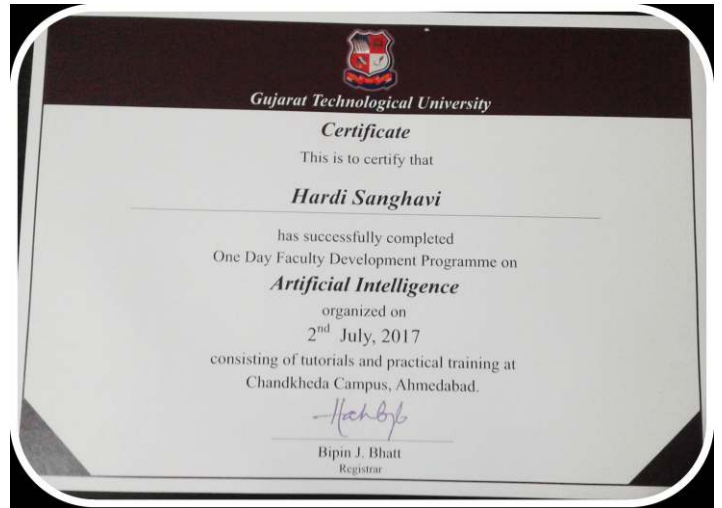 Gujarat Technological University
Certificate
This is to certify that
Hardi Sanghavi
has successfully completed
One Day Faculty Development Programme on
Artificial Intelligence
organized on
2nd July, 2017
consisting of tutorials and practical training at
Chandkheda Campus, Ahmedabad.
Bipin J. Bhatt
Registrar